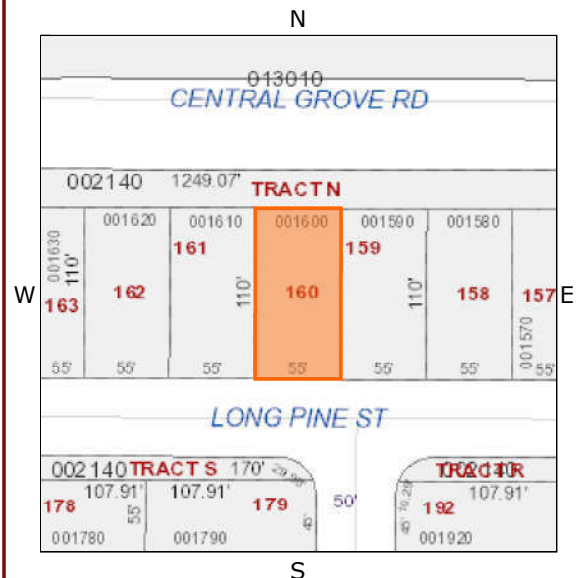 N
013010
CENTRAL GROVE RD
002140 1249.07' TRACT N
001630 001620 001610 001600 001590 001580
161 159
110' 110' 110'
163 162 160 158 157
W E
001570
55' 55' 55' 55' 55' 55' 55'
LONG PINE ST
002140 TRACT S 170' TRACT R
107.91' 107.91' 107.91'
178 55' 179 45' 50' 45' 192
001780 001790 001920
S